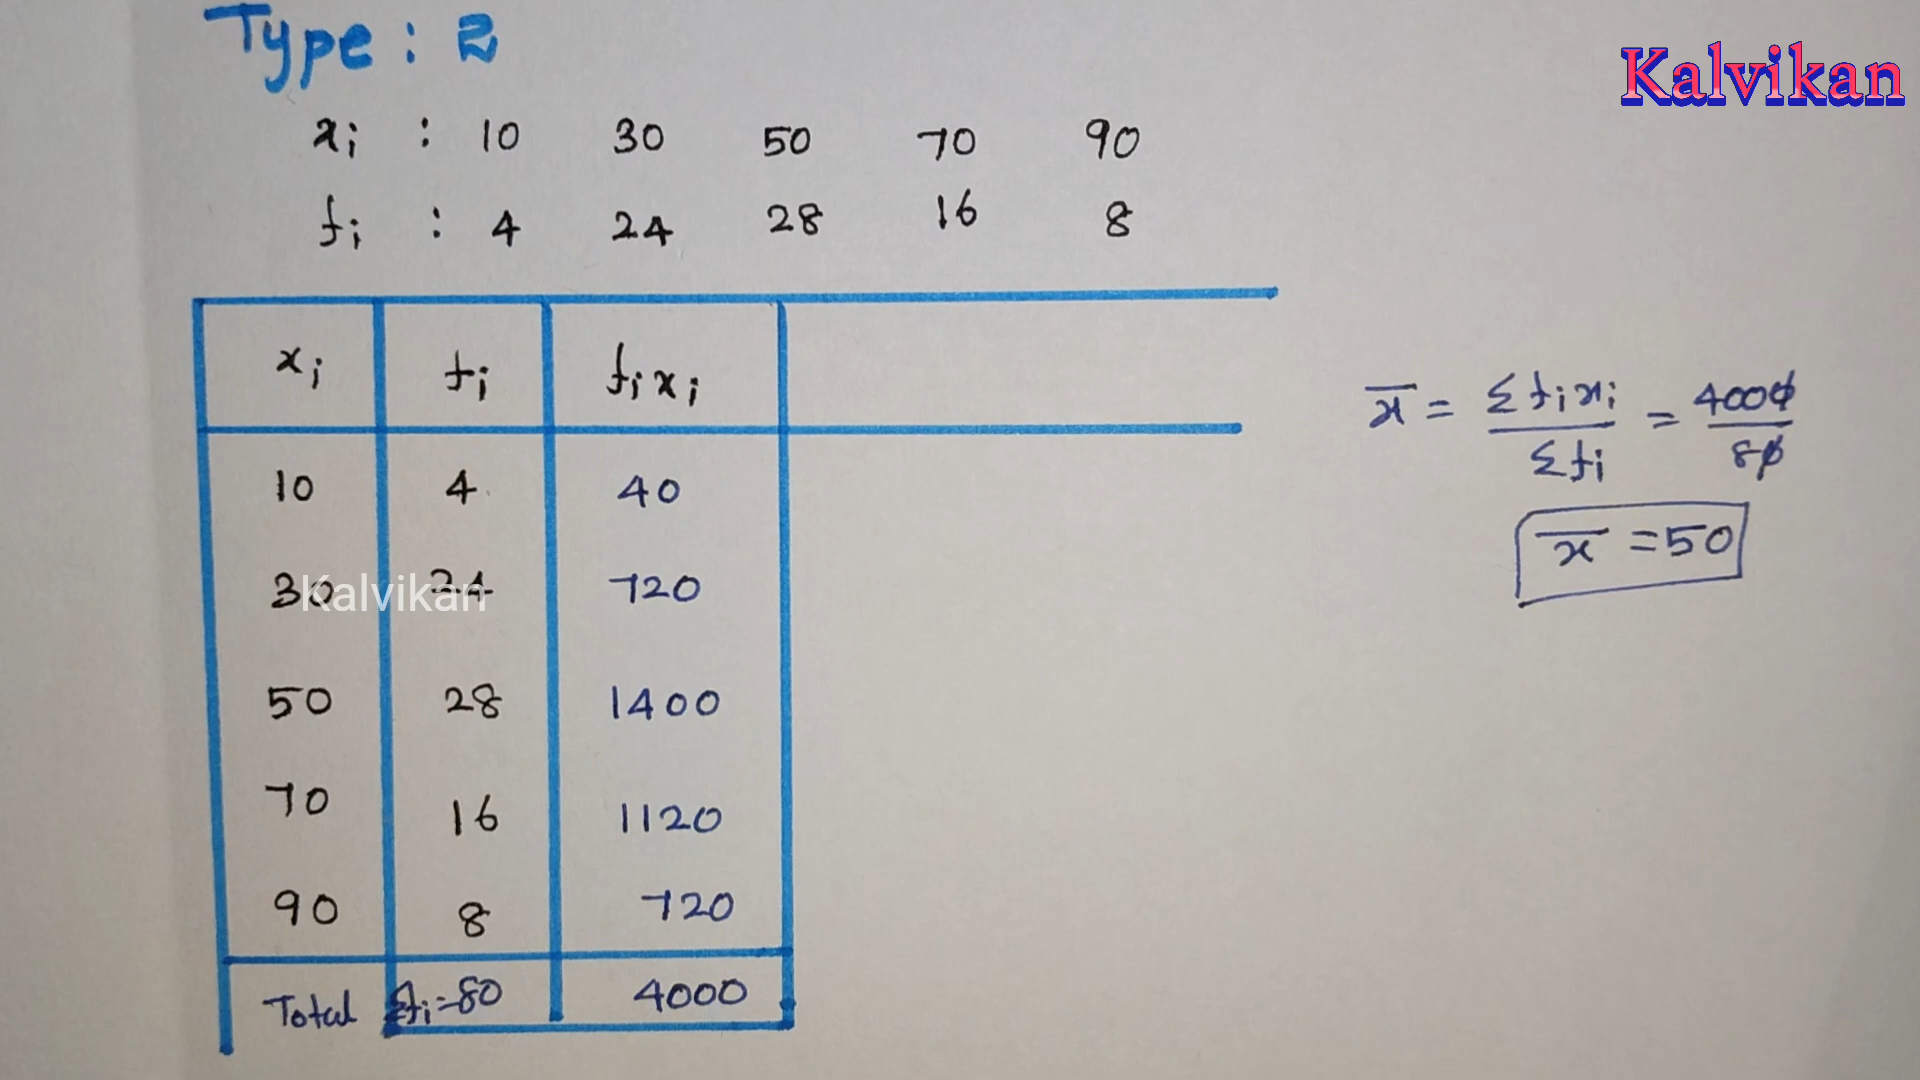 Type : 2
Kalvikan
xi : 10 30 50 70 90
fi : 4 24 28 16 8
xi fi fixi
10 4 40
30 24 720
Kalvikan
50 28 1400
70 16 1120
90 8 720
Total Σfi=80 4000
x̄ = Σfixi / Σfi = 4000 / 80
x̄ = 50